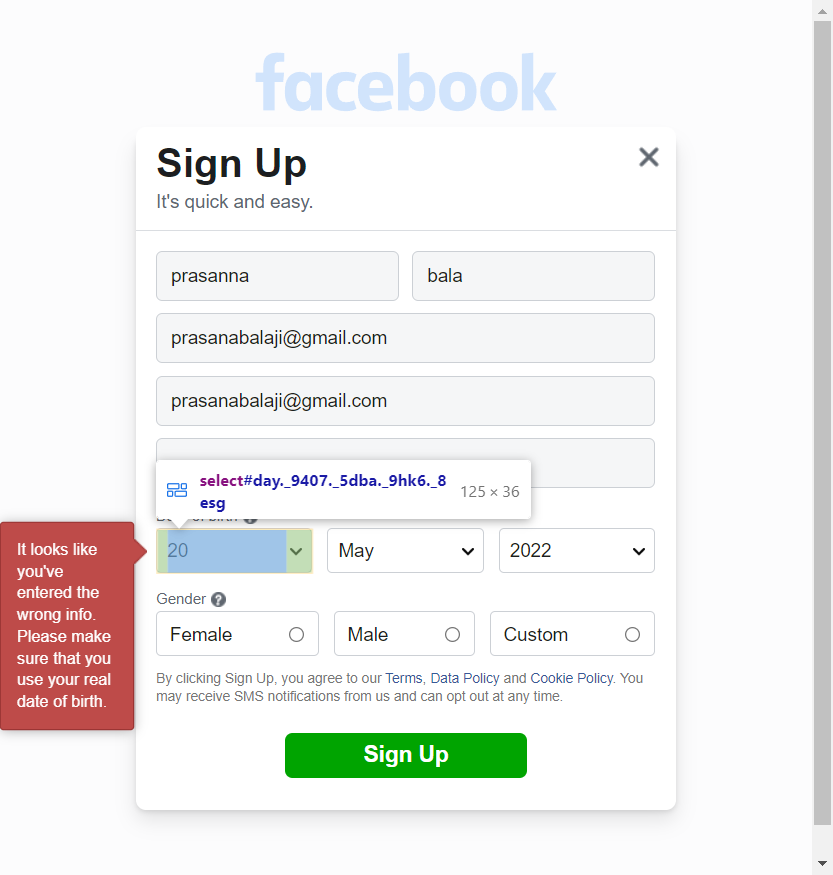 facebook
Sign Up
It's quick and easy.
prasanna
bala
prasanabalaji@gmail.com
prasanabalaji@gmail.com
select#day._9407._5dba._9hk6._8
esg
125 × 36
It looks like
you've
entered the
wrong info.
Please make
sure that you
use your real
date of birth.
20
May
2022
Gender
Female
Male
Custom
By clicking Sign Up, you agree to our Terms, Data Policy and Cookie Policy. You
may receive SMS notifications from us and can opt out at any time.
Sign Up